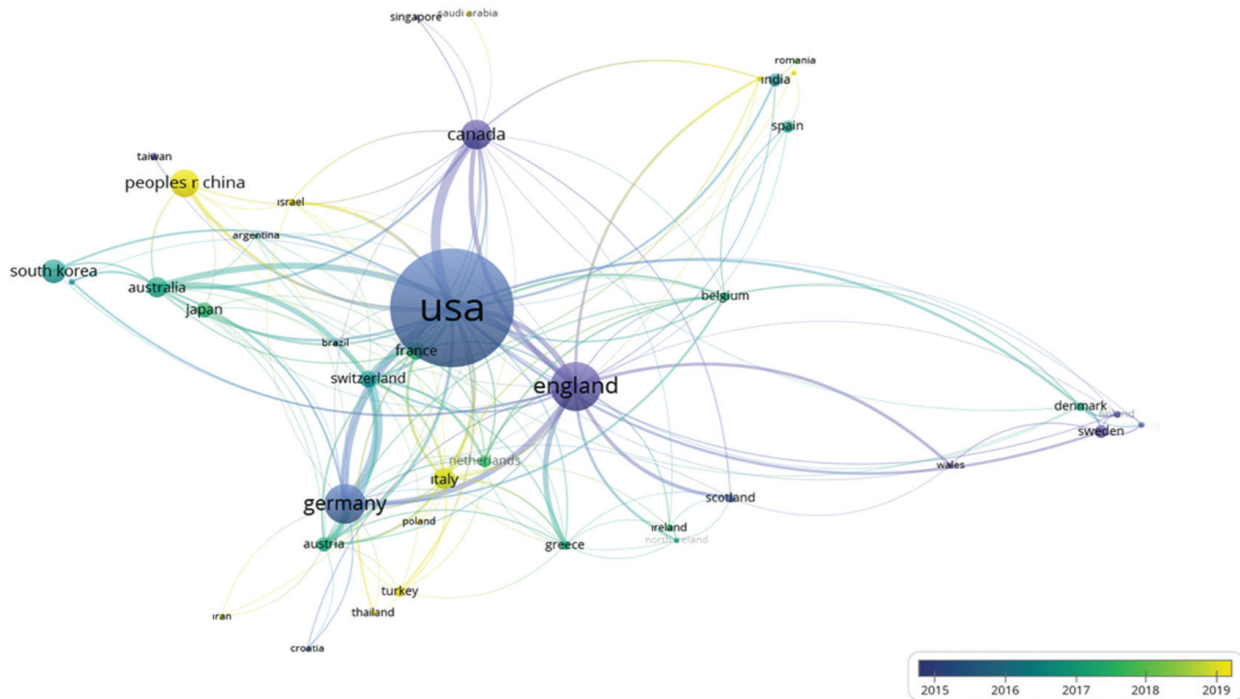 singapore
saudi arabia
romania
india
spain
canada
taiwan
peoples r china
israel
argentina
south korea
australia
japan
usa
belgium
brazil
france
switzerland
england
denmark
sweden
netherlands
italy
wales
germany
scotland
poland
ireland
austria
greece
turkey
thailand
iran
croatia
2015
2016
2017
2018
2019